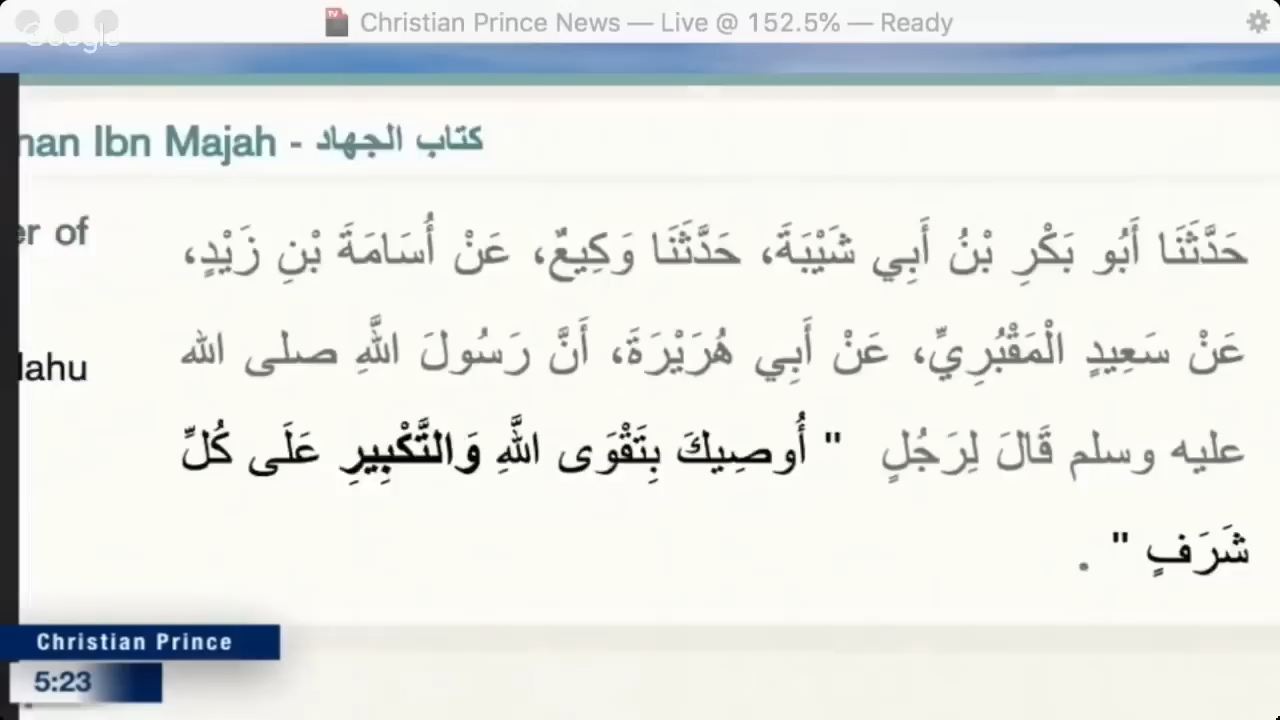 Christian Prince News — Live @ 152.5% — Ready
Google
nan Ibn Majah - كتاب الجهاد
er of
lahu
حَدَّثَنَا أَبُو بَكْرِ بْنُ أَبِي شَيْبَةَ، حَدَّثَنَا وَكِيعٌ، عَنْ أُسَامَةَ بْنِ زَيْدٍ،
عَنْ سَعِيدٍ الْمَقْبُرِيِّ، عَنْ أَبِي هُرَيْرَةَ، أَنَّ رَسُولَ اللَّهِ صلى الله
عليه وسلم قَالَ لِرَجُلٍ " أُوصِيكَ بِتَقْوَى اللَّهِ وَالتَّكْبِيرِ عَلَى كُلِّ
شَرَفٍ " .
Christian Prince
5:23